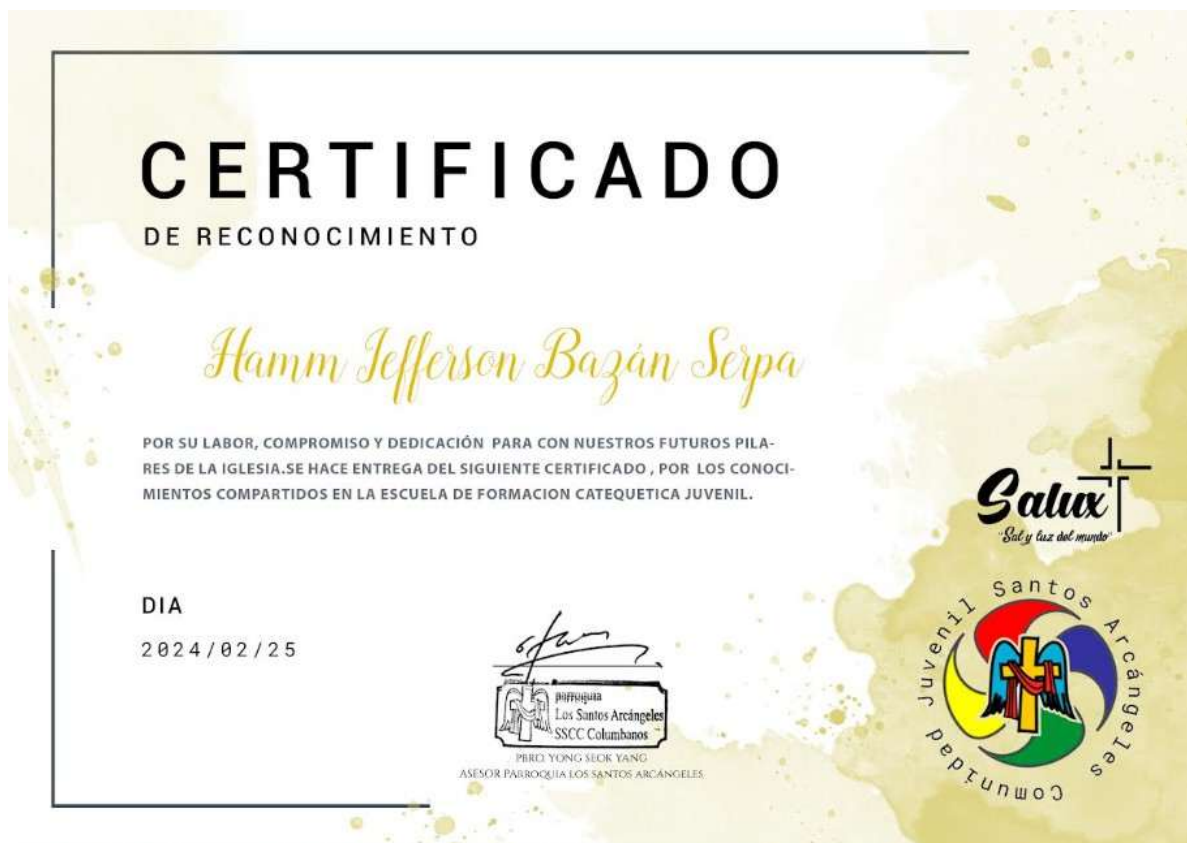 CERTIFICADO
DE RECONOCIMIENTO
Hamm Jefferson Bazán Serpa
POR SU LABOR, COMPROMISO Y DEDICACIÓN PARA CON NUESTROS FUTUROS PILA-
RES DE LA IGLESIA.SE HACE ENTREGA DEL SIGUIENTE CERTIFICADO , POR LOS CONOCI-
MIENTOS COMPARTIDOS EN LA ESCUELA DE FORMACION CATEQUETICA JUVENIL.
Salux
"Sal y luz del mundo"
DIA
2024/02/25
parroquia
Los Santos Arcángeles
SSCC Columbanos
PBRO. YONG SEOK YANG
ASESOR PARROQUIA LOS SANTOS ARCÁNGELES
Comunidad Juvenil Santos Arcángeles